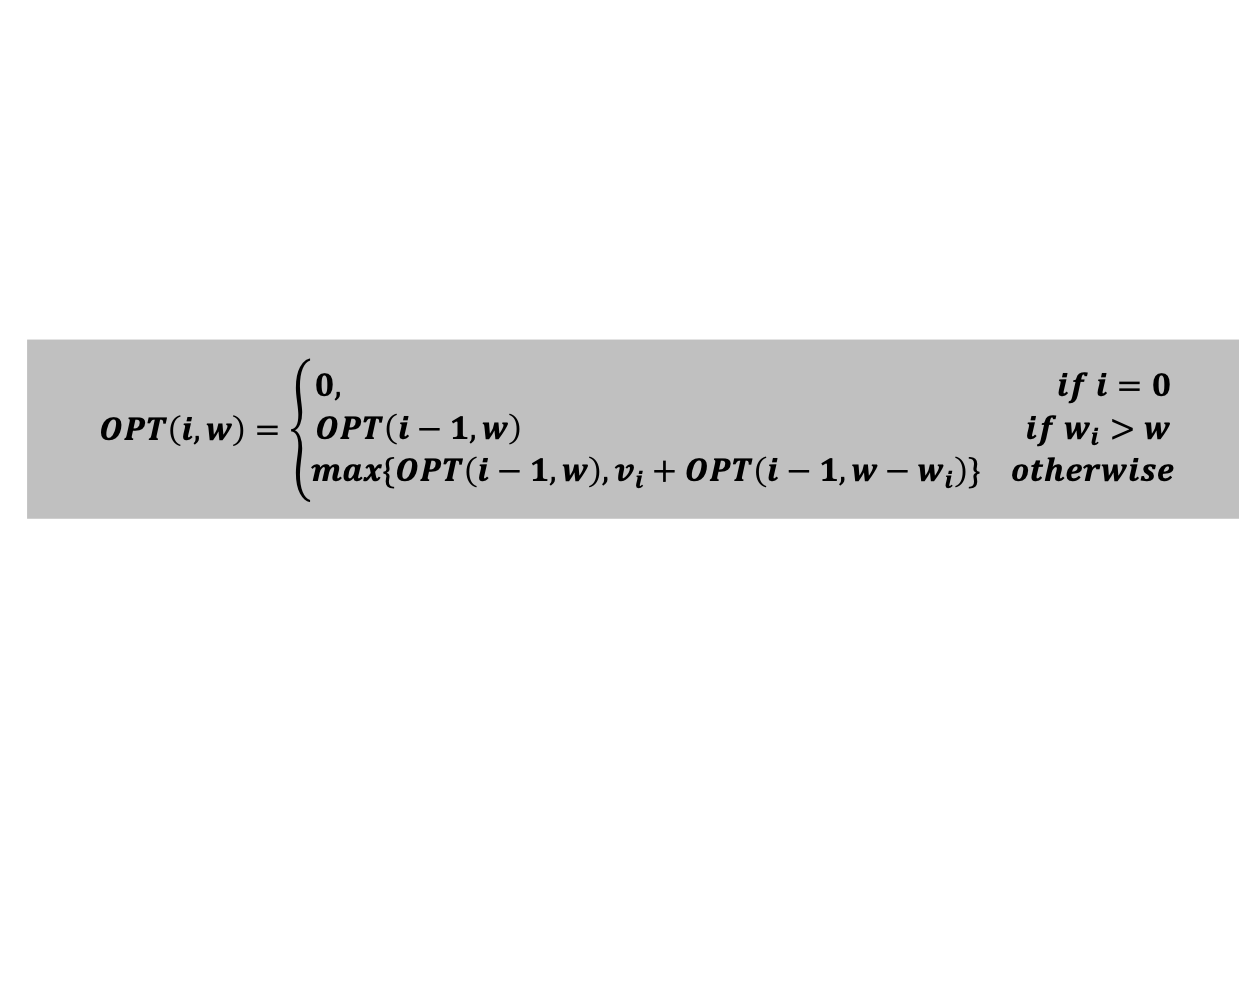 OPT(i, w) = { 0, if i = 0
OPT(i − 1, w) if wᵢ > w
max{OPT(i − 1, w), vᵢ + OPT(i − 1, w − wᵢ)} otherwise